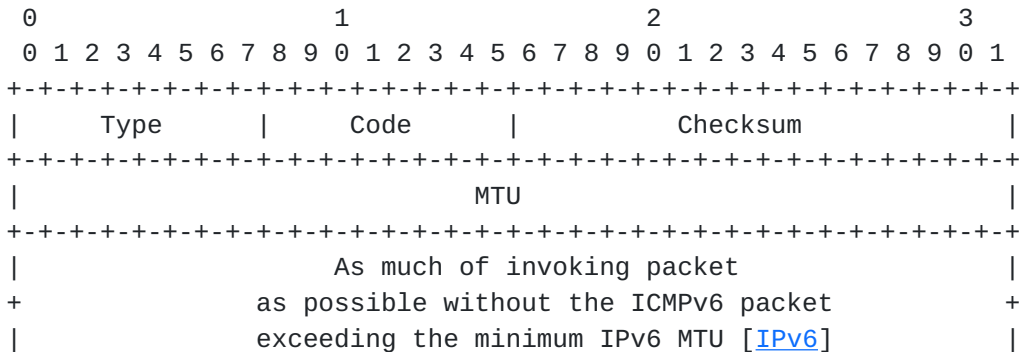 0                   1                   2                   3
 0 1 2 3 4 5 6 7 8 9 0 1 2 3 4 5 6 7 8 9 0 1 2 3 4 5 6 7 8 9 0 1
+-+-+-+-+-+-+-+-+-+-+-+-+-+-+-+-+-+-+-+-+-+-+-+-+-+-+-+-+-+-+-+-+
|     Type      |     Code      |          Checksum             |
+-+-+-+-+-+-+-+-+-+-+-+-+-+-+-+-+-+-+-+-+-+-+-+-+-+-+-+-+-+-+-+-+
|                             MTU                               |
+-+-+-+-+-+-+-+-+-+-+-+-+-+-+-+-+-+-+-+-+-+-+-+-+-+-+-+-+-+-+-+-+
|                    As much of invoking packet                 |
+               as possible without the ICMPv6 packet           +
|               exceeding the minimum IPv6 MTU [IPv6]           |